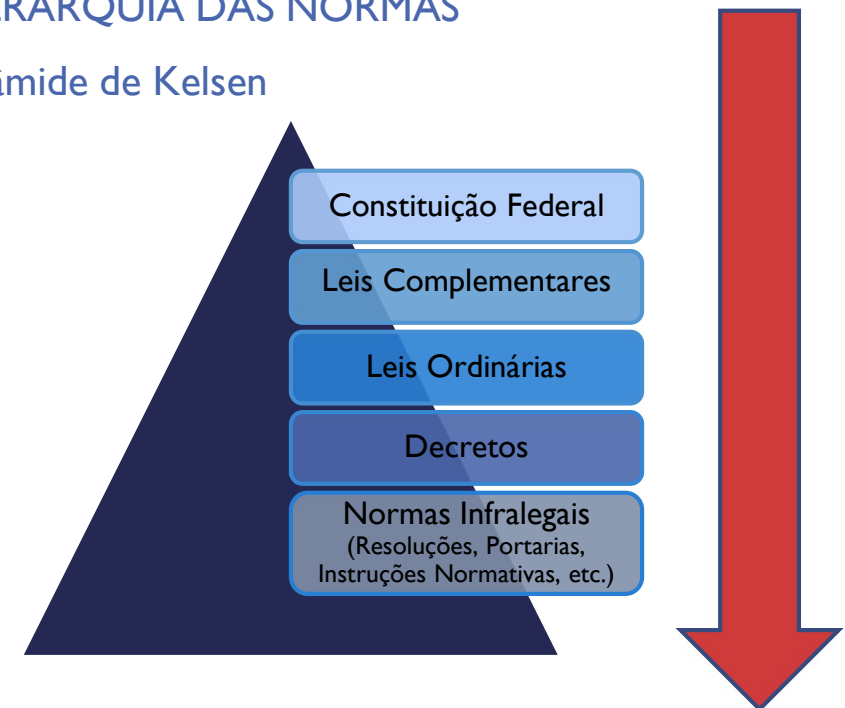 ERARQUIA DAS NORMAS
âmide de Kelsen
Constituição Federal
Leis Complementares
Leis Ordinárias
Decretos
Normas Infralegais
(Resoluções, Portarias,
Instruções Normativas, etc.)